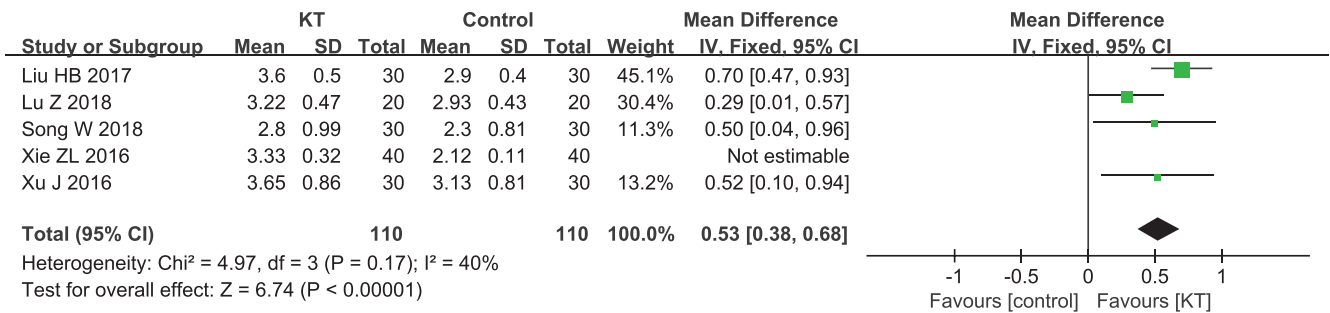 KT Control Mean Difference Mean Difference
Study or Subgroup Mean SD Total Mean SD Total Weight IV, Fixed, 95% CI IV, Fixed, 95% CI
Liu HB 2017 3.6 0.5 30 2.9 0.4 30 45.1% 0.70 [0.47, 0.93]
Lu Z 2018 3.22 0.47 20 2.93 0.43 20 30.4% 0.29 [0.01, 0.57]
Song W 2018 2.8 0.99 30 2.3 0.81 30 11.3% 0.50 [0.04, 0.96]
Xie ZL 2016 3.33 0.32 40 2.12 0.11 40 Not estimable
Xu J 2016 3.65 0.86 30 3.13 0.81 30 13.2% 0.52 [0.10, 0.94]
Total (95% CI) 110 110 100.0% 0.53 [0.38, 0.68]
Heterogeneity: Chi² = 4.97, df = 3 (P = 0.17); I² = 40%
Test for overall effect: Z = 6.74 (P < 0.00001)
-1 -0.5 0 0.5 1
Favours [control] Favours [KT]